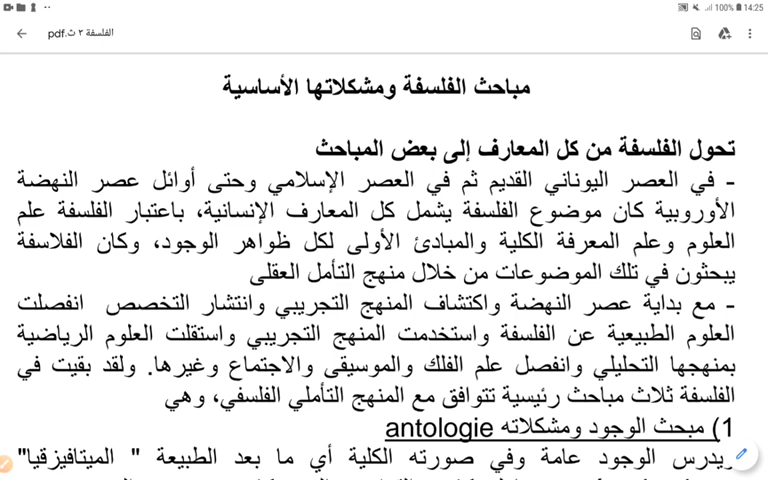 100% 14:25
الفلسفة ٢ ث.pdf
مباحث الفلسفة ومشكلاتها الأساسية
تحول الفلسفة من كل المعارف إلى بعض المباحث
- في العصر اليوناني القديم ثم في العصر الإسلامي وحتى أوائل عصر النهضة
الأوروبية كان موضوع الفلسفة يشمل كل المعارف الإنسانية، باعتبار الفلسفة علم
العلوم وعلم المعرفة الكلية والمبادئ الأولى لكل ظواهر الوجود، وكان الفلاسفة
يبحثون في تلك الموضوعات من خلال منهج التأمل العقلى
- مع بداية عصر النهضة واكتشاف المنهج التجريبي وانتشار التخصص انفصلت
العلوم الطبيعية عن الفلسفة واستخدمت المنهج التجريبي واستقلت العلوم الرياضية
بمنهجها التحليلي وانفصل علم الفلك والموسيقى والاجتماع وغيرها. ولقد بقيت في
الفلسفة ثلاث مباحث رئيسية تتوافق مع المنهج التأملي الفلسفي، وهي
1) مبحث الوجود ومشكلاته antologie
يدرس الوجود عامة وفي صورته الكلية أي ما بعد الطبيعة " الميتافيزقيا"